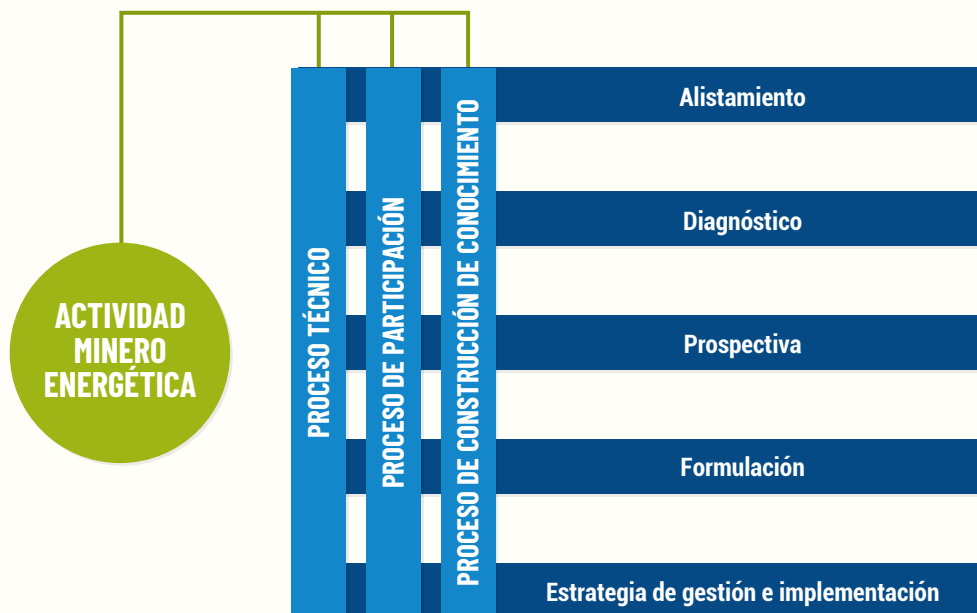 ACTIVIDAD
MINERO
ENERGÉTICA
PROCESO TÉCNICO
PROCESO DE PARTICIPACIÓN
PROCESO DE CONSTRUCCIÓN DE CONOCIMIENTO
Alistamiento
Diagnóstico
Prospectiva
Formulación
Estrategia de gestión e implementación